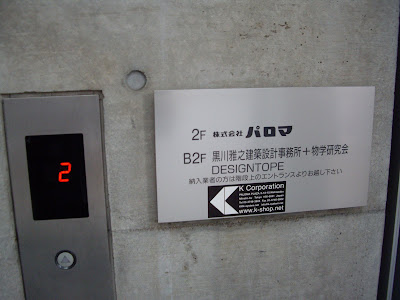 2
2F 株式会社 パロマ
B2F 黒川雅之建築設計事務所+物学研究会
DESIGNTOPE
納入業者の方は階段上のエントランスよりお越し下さい
K Corporation
www.k-shop.net